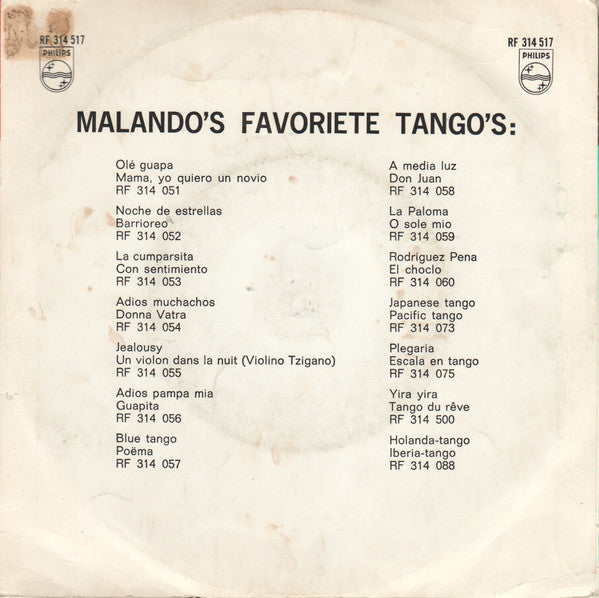 RF 314 517
PHILIPS
RF 314 517
PHILIPS
MALANDO'S FAVORIETE TANGO'S:
Olé guapa
Mama, yo quiero un novio
RF 314 051
Noche de estrellas
Barrioreo
RF 314 052
La cumparsita
Con sentimiento
RF 314 053
Adios muchachos
Donna Vatra
RF 314 054
Jealousy
Un violon dans la nuit (Violino Tzigano)
RF 314 055
Adios pampa mia
Guapita
RF 314 056
Blue tango
Poëma
RF 314 057
A media luz
Don Juan
RF 314 058
La Paloma
O sole mio
RF 314 059
Rodriguez Pena
El choclo
RF 314 060
Japanese tango
Pacific tango
RF 314 073
Plegaria
Escala en tango
RF 314 075
Yira yira
Tango du rêve
RF 314 500
Holanda-tango
Iberia-tango
RF 314 088